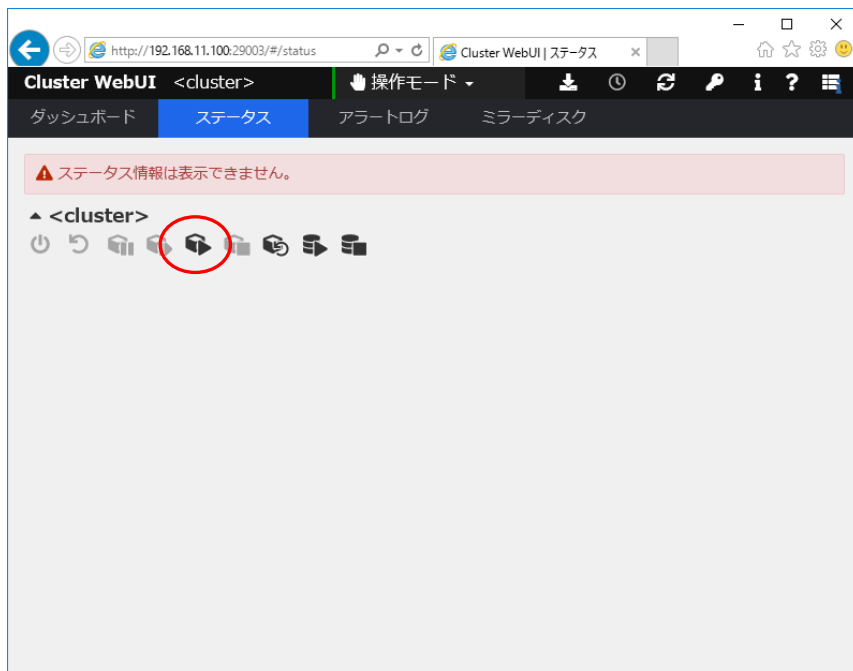 http://192.168.11.100:29003/#/status
Cluster WebUI | ステータス
Cluster WebUI <cluster>
操作モード
ダッシュボード ステータス アラートログ ミラーディスク
ステータス情報は表示できません。
<cluster>